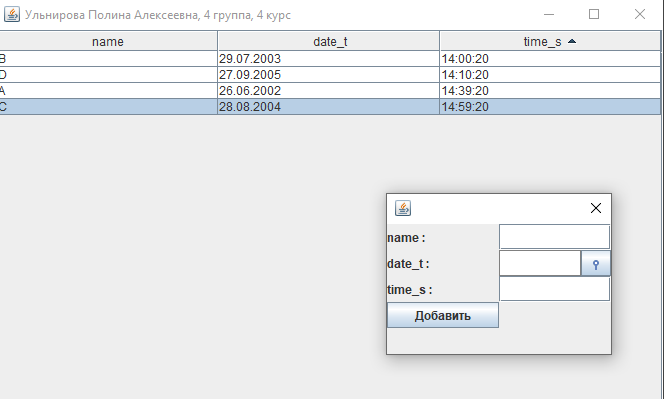 Ульнирова Полина Алексеевна, 4 группа, 4 курс
name date_t time_s
B 29.07.2003 14:00:20
D 27.09.2005 14:10:20
A 26.06.2002 14:39:20
C 28.08.2004 14:59:20
name :
date_t :
time_s :
Добавить